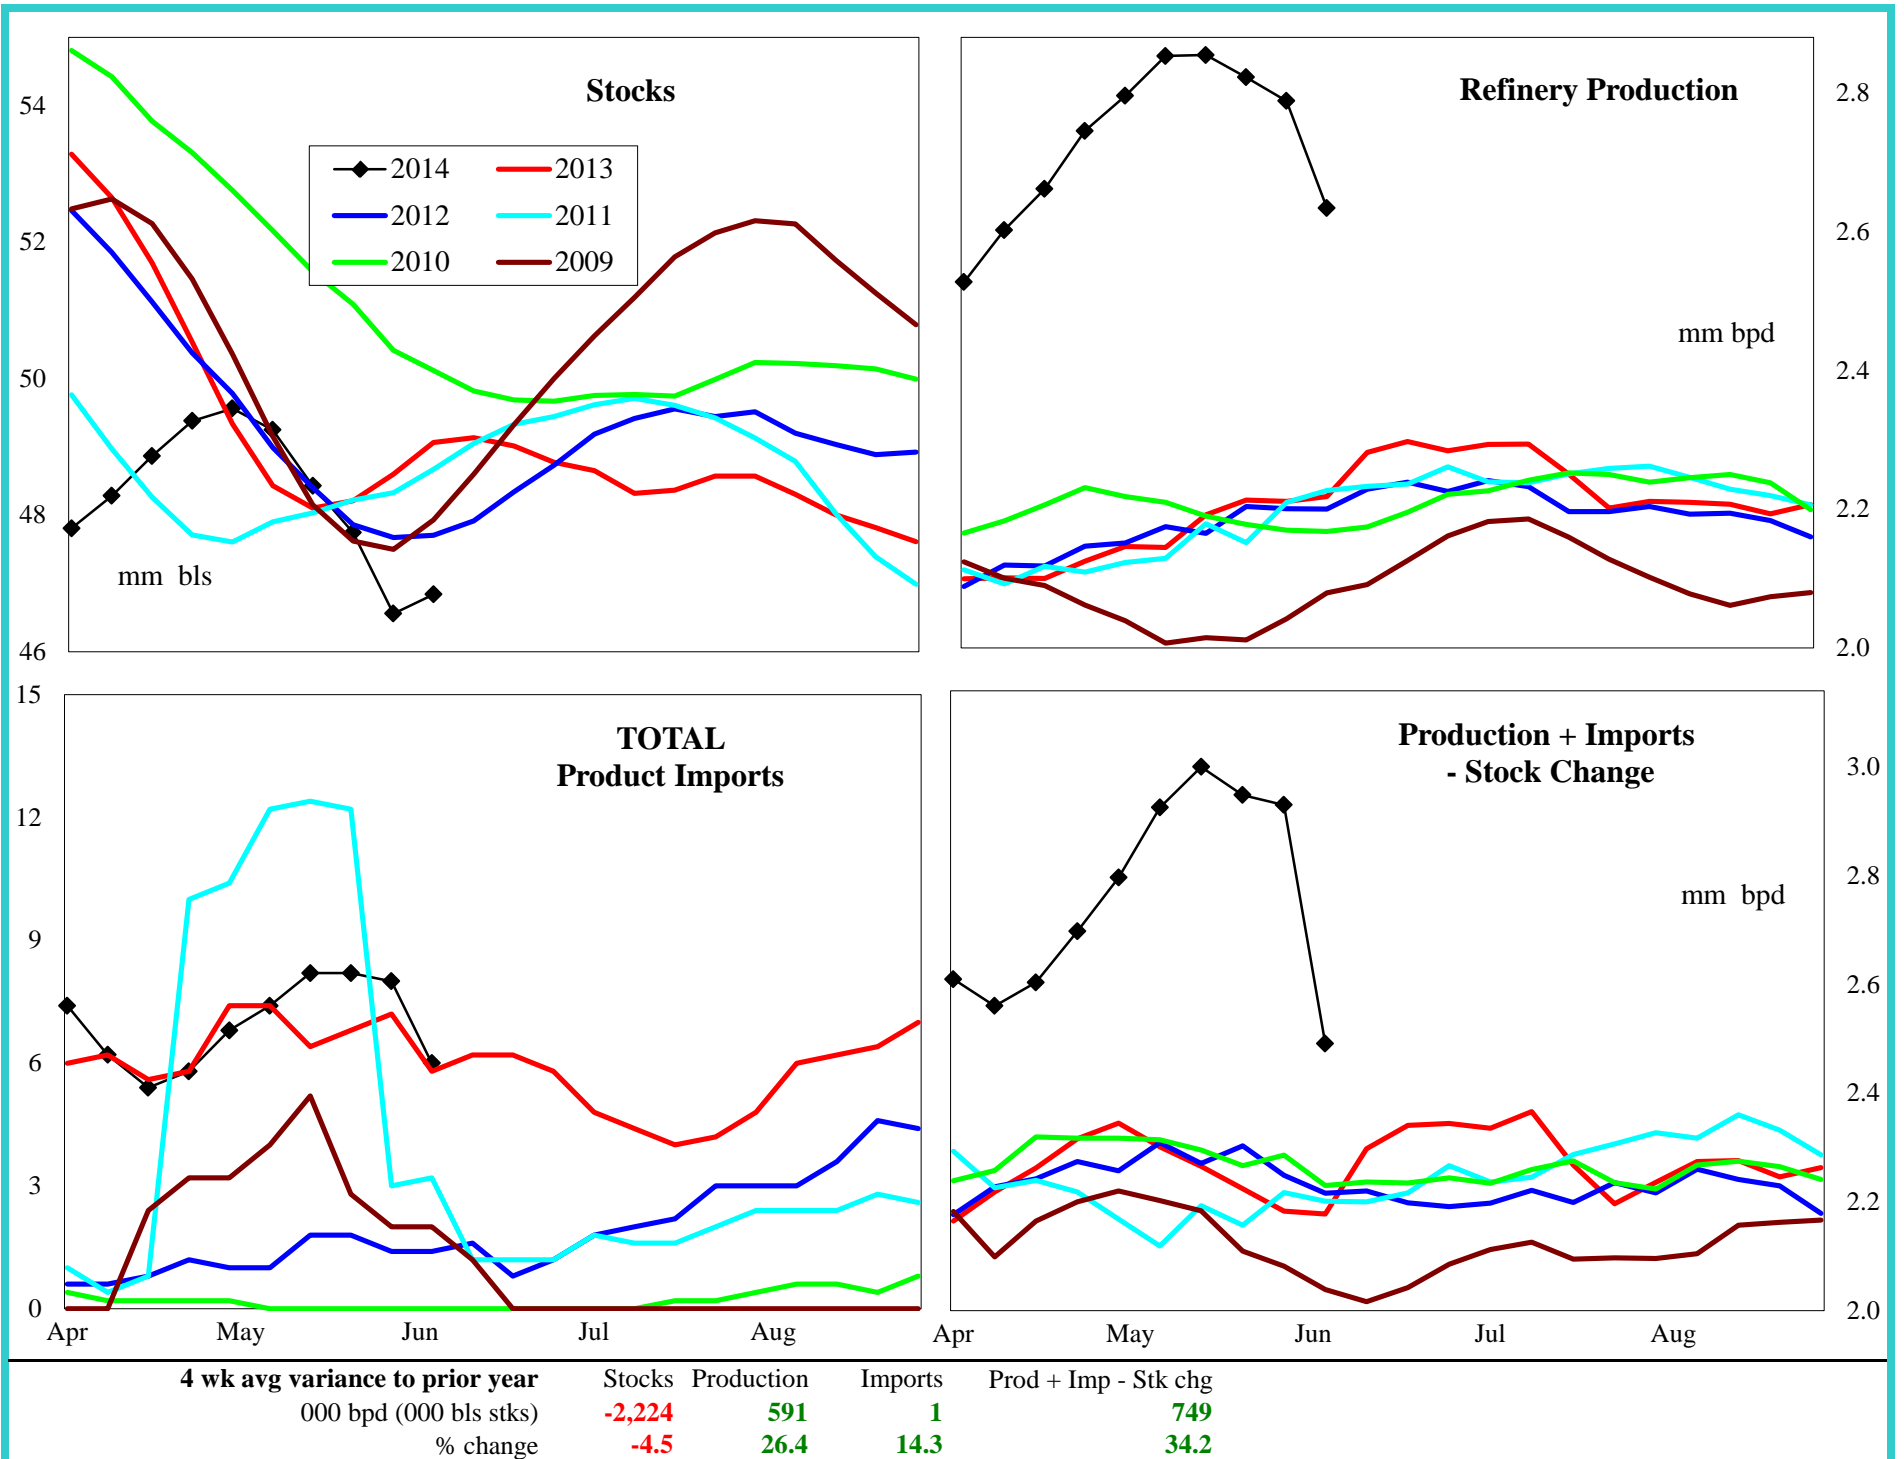 Stocks
54
52
50
48
46
2014
2013
2012
2011
2010
2009
mm bls
Refinery Production
2.8
2.6
2.4
2.2
2.0
mm bpd
TOTAL
Product Imports
15
12
9
6
3
0
Apr May Jun Jul Aug
Production + Imports
- Stock Change
3.0
2.8
2.6
2.4
2.2
2.0
mm bpd
Apr May Jun Jul Aug
4 wk avg variance to prior year Stocks Production Imports Prod + Imp - Stk chg
000 bpd (000 bls stks) -2,224 591 1 749
% change -4.5 26.4 14.3 34.2